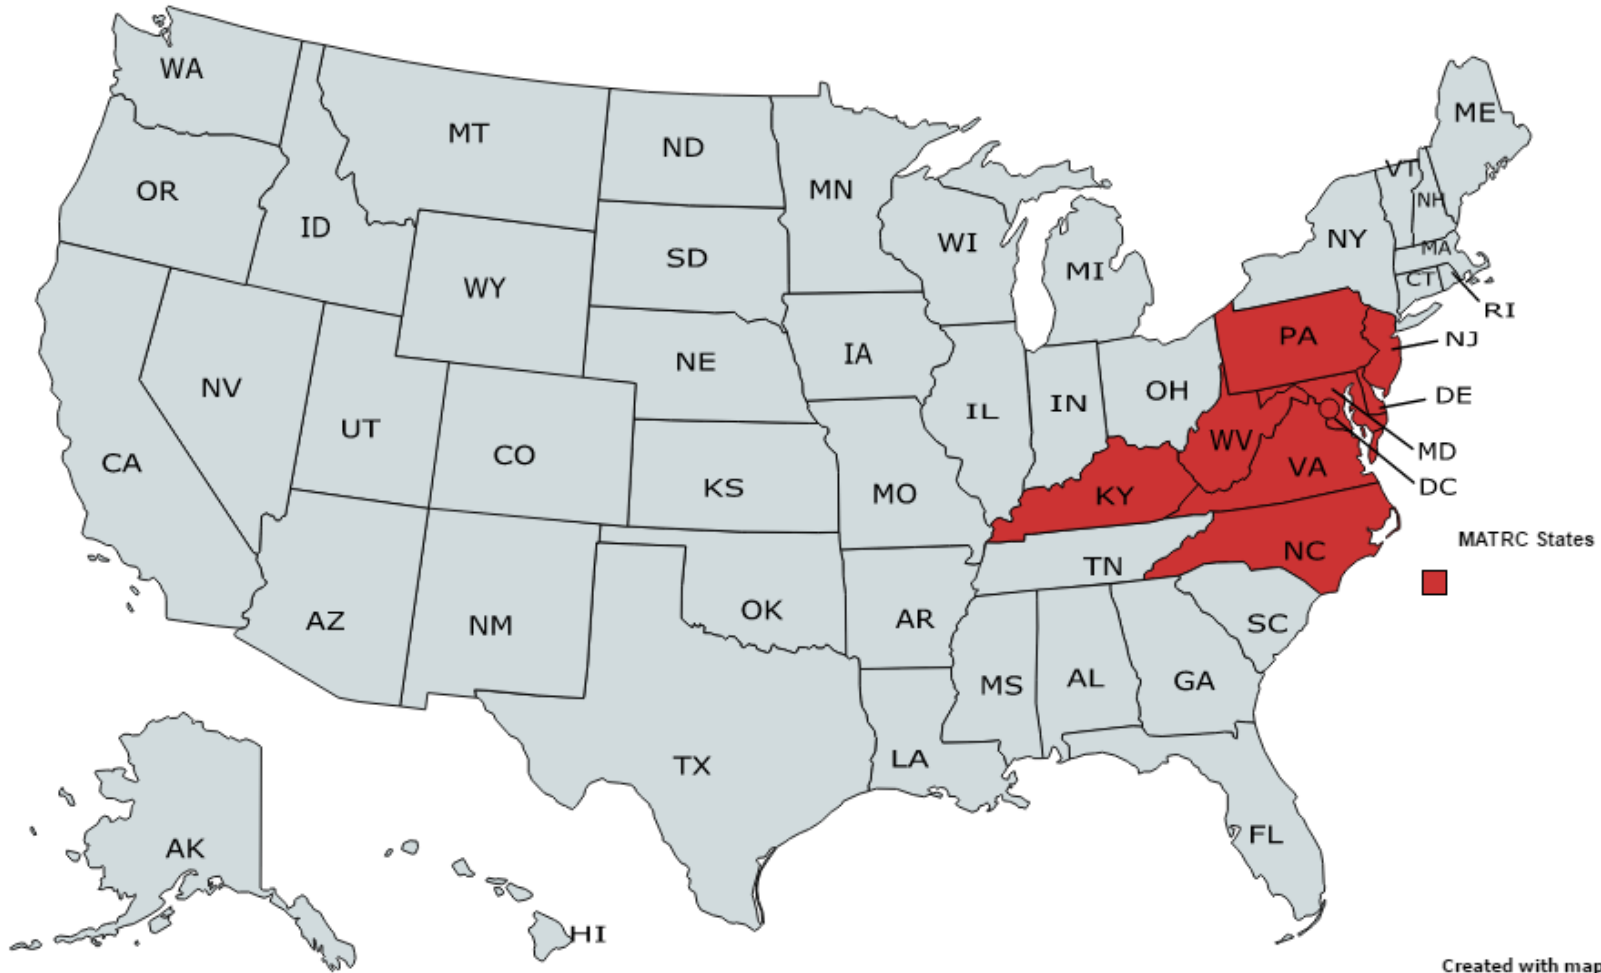 WA
MT
ND
MN
ME
OR
ID
SD
WI
MI
VT
NH
NY
MA
CT
RI
WY
NE
IA
PA
NJ
NV
UT
CO
IL
IN
OH
DE
WV
MD
CA
KS
MO
KY
VA
DC
AZ
NM
OK
AR
TN
NC
MATRC States
SC
MS
AL
GA
TX
LA
FL
AK
HI
Created with map